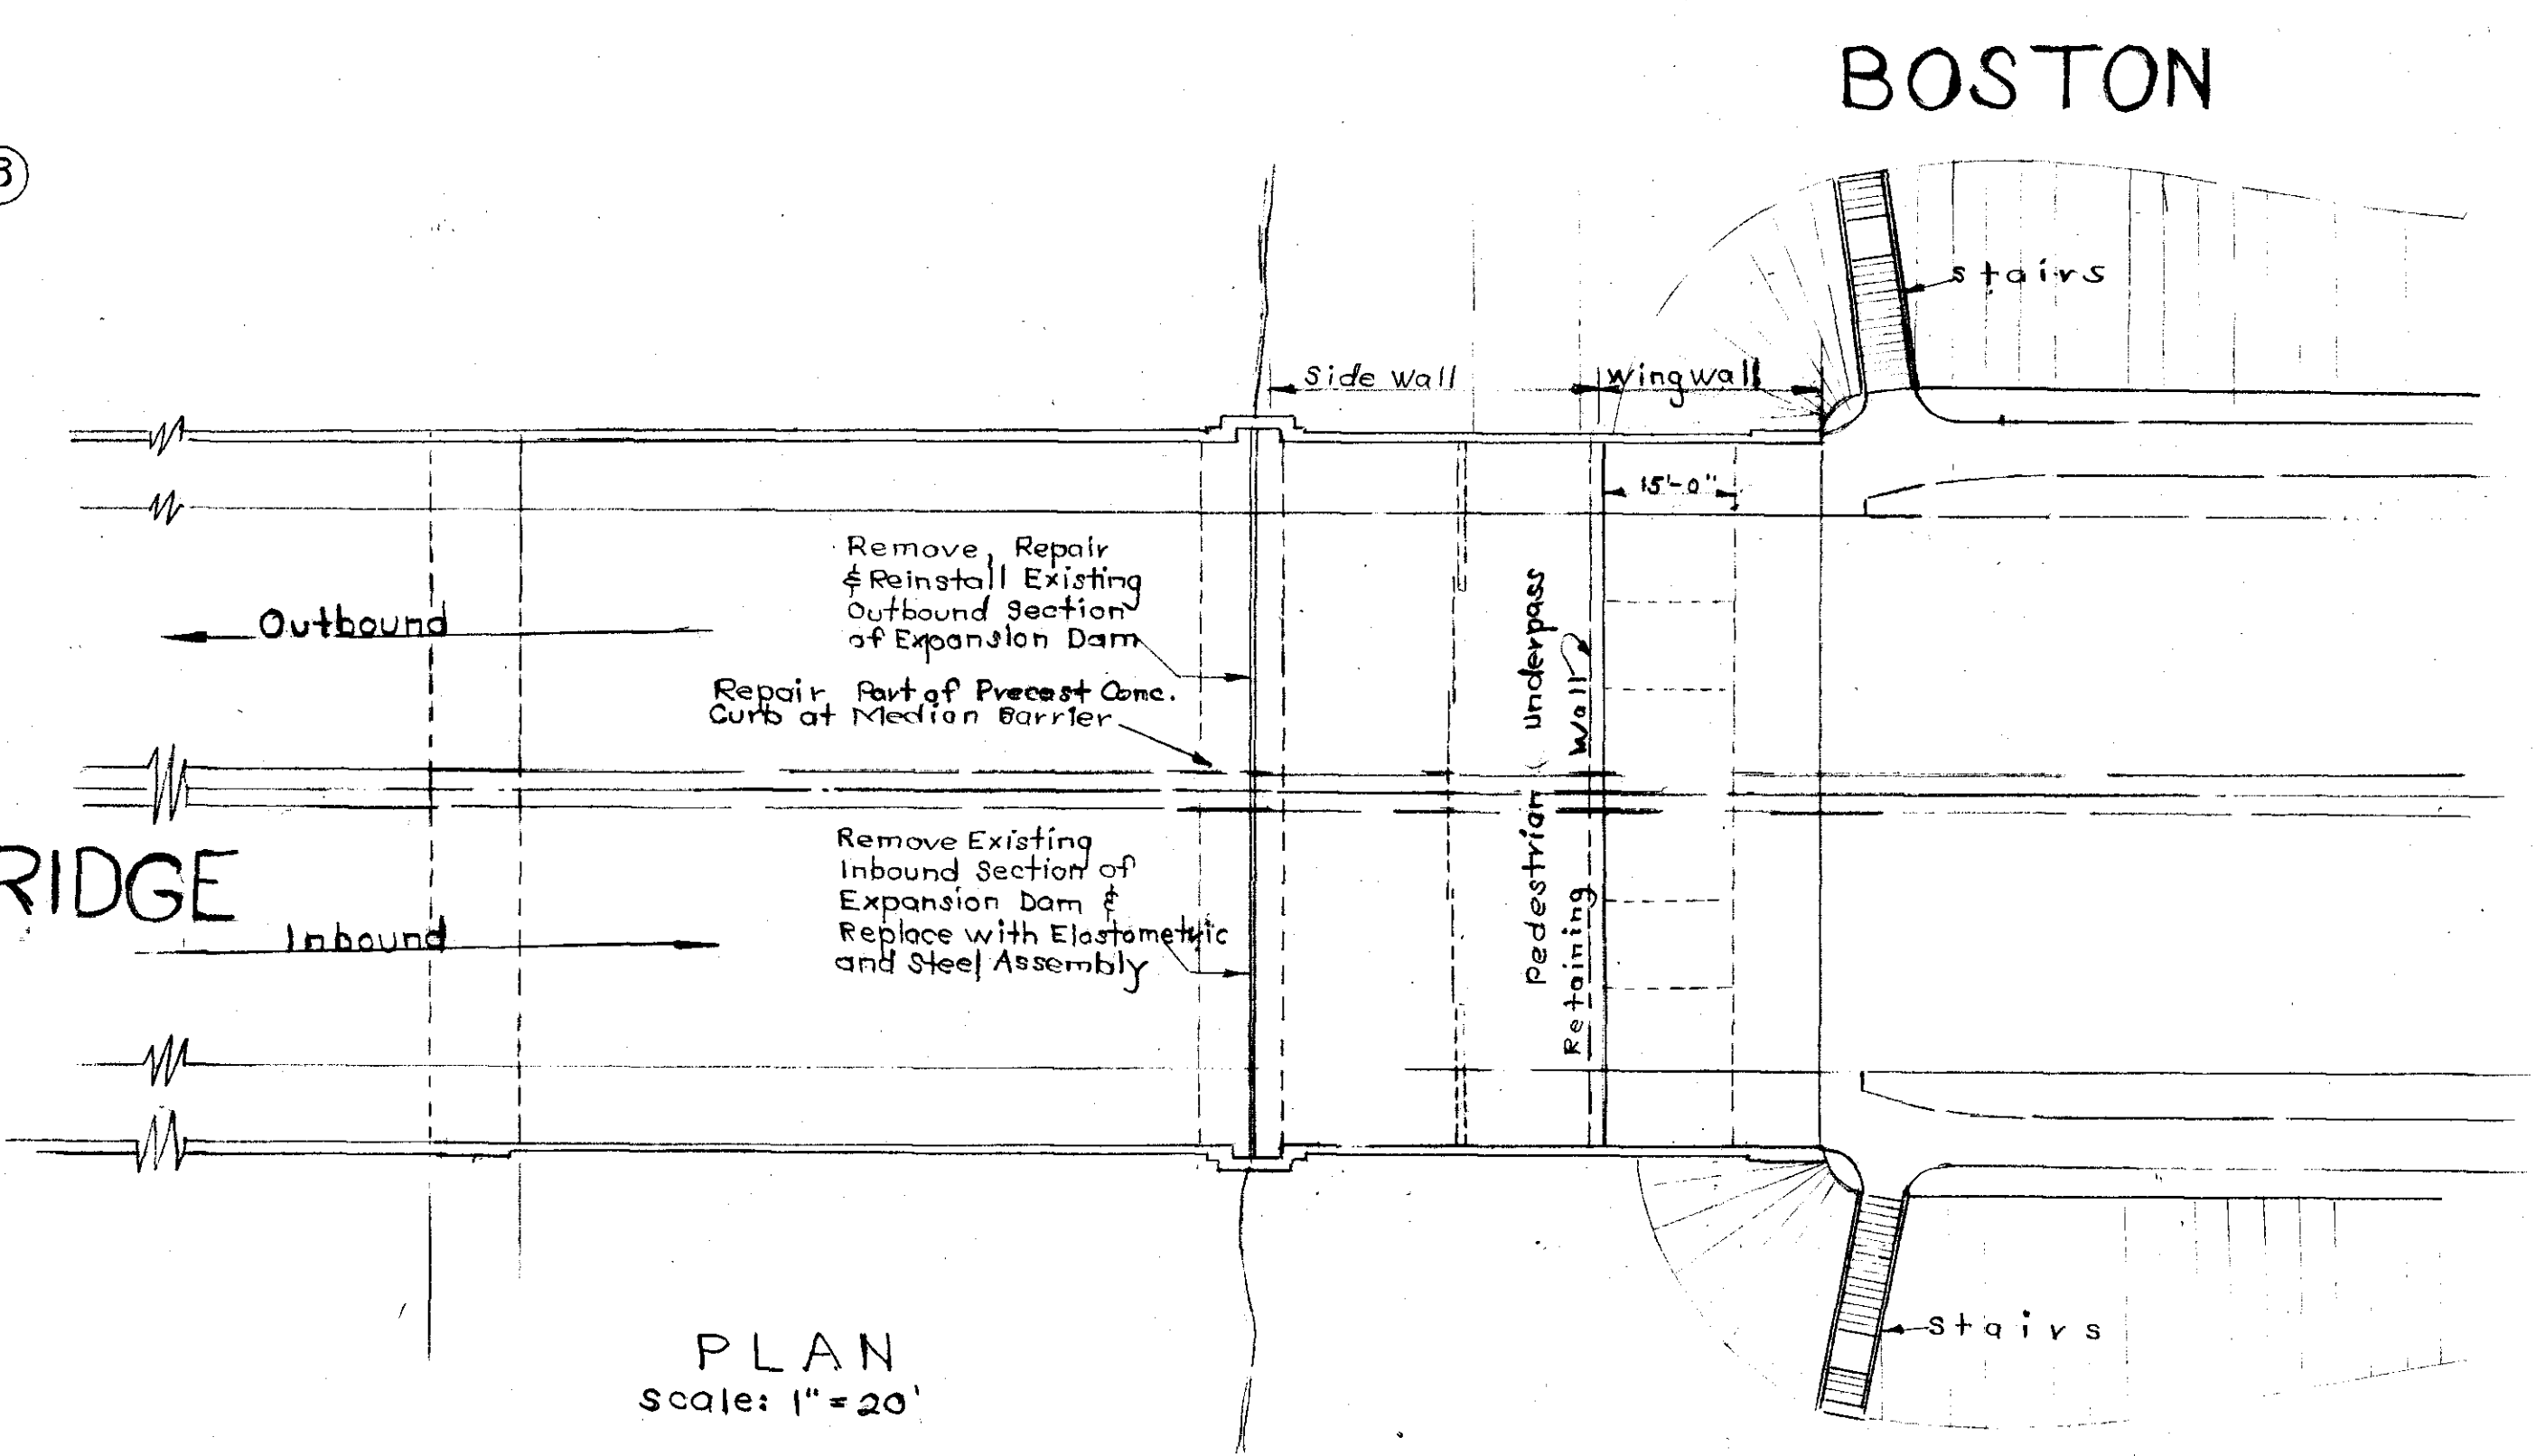 BOSTON
3
stairs
Side wall
wingwall
15'-0"
Remove, Repair
& Reinstall Existing
Outbound Section
of Expansion Dam
Outbound
Repair Part of Precast Conc.
Curb at Median Barrier
Pedestrian Underpass
Retaining Wall
RIDGE
Remove Existing
Inbound Section of
Expansion Dam &
Replace with Elastometric
and Steel Assembly
Inbound
stairs
PLAN
scale: 1" = 20'